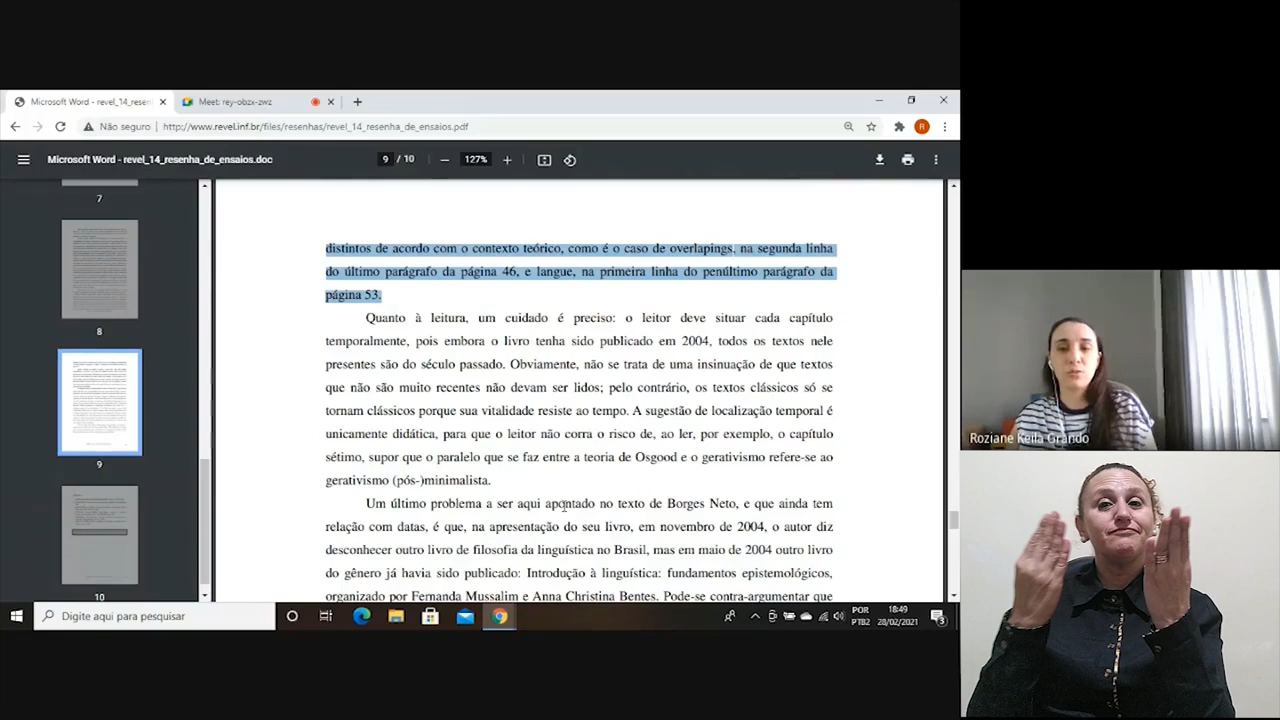 Microsoft Word - revel_14_resen
Meet: rey-obzx-zwz
Não seguro
http://www.revel.inf.br/files/resenhas/revel_14_resenha_de_ensaios.pdf
R
Microsoft Word - revel_14_resenha_de_ensaios.doc
9 / 10
127%
7
8
9
10
distintos de acordo com o contexto teórico, como é o caso de overlapings, na segunda linha
do último parágrafo da página 46, e langue, na primeira linha do penúltimo parágrafo da
página 53.
Quanto à leitura, um cuidado é preciso: o leitor deve situar cada capítulo
temporalmente, pois embora o livro tenha sido publicado em 2004, todos os textos nele
presentes são do século passado. Obviamente, não se trata de uma insinuação de que textos
que não são muito recentes não devam ser lidos; pelo contrário, os textos clássicos só se
tornam clássicos porque sua vitalidade resiste ao tempo. A sugestão de localização temporal é
unicamente didática, para que o leitor não corra o risco de, ao ler, por exemplo, o capítulo
sétimo, supor que o paralelo que se faz entre a teoria de Osgood e o gerativismo refere-se ao
gerativismo (pós-)minimalista.
Um último problema a ser aqui apontado no texto de Borges Neto, e que ainda tem
relação com datas, é que, na apresentação do seu livro, em novembro de 2004, o autor diz
desconhecer outro livro de filosofia da linguística no Brasil, mas em maio de 2004 outro livro
do gênero já havia sido publicado: Introdução à linguística: fundamentos epistemológicos,
organizado por Fernanda Mussalim e Anna Christina Bentes. Pode-se contra-argumentar que
Digite aqui para pesquisar
POR
PTB2
18:49
28/02/2021
3
Roziane Keila Grando